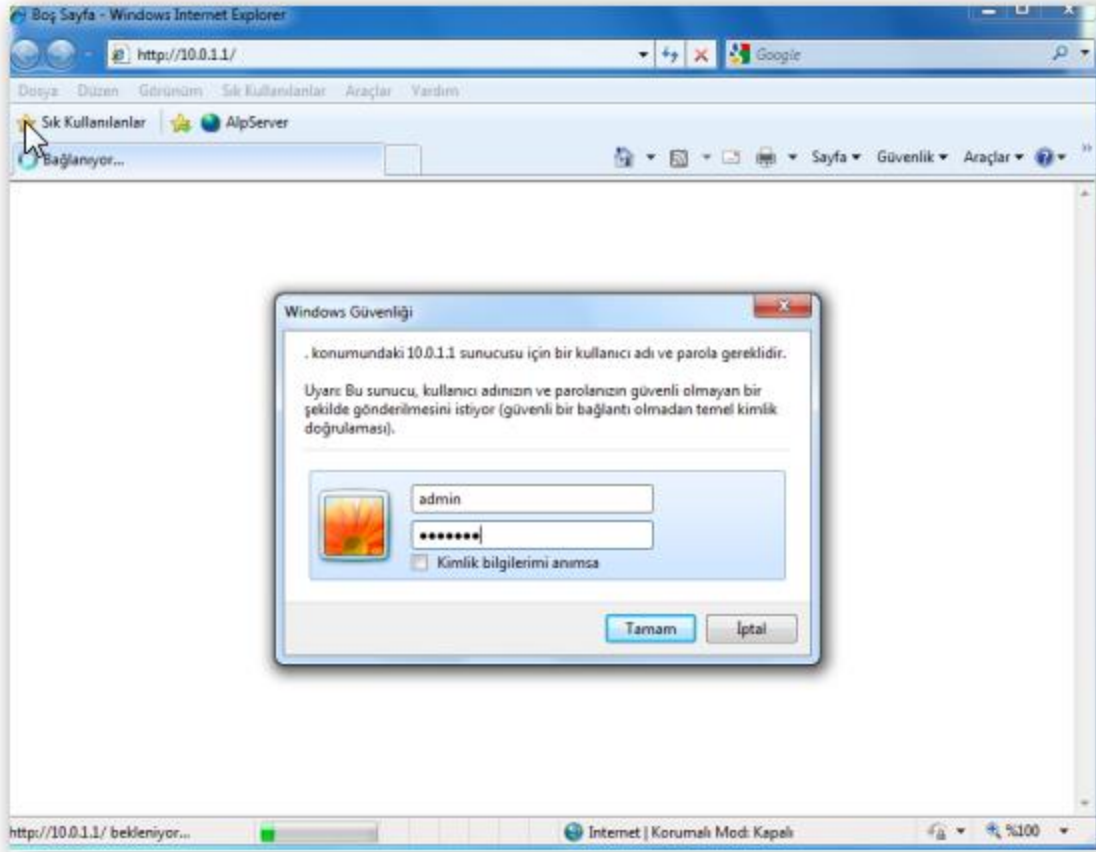 Boş Sayfa - Windows Internet Explorer
http://10.0.1.1/
Google
Dosya Düzen Görünüm Sık Kullanılanlar Araçlar Yardım
Sık Kullanılanlar AlpServer
Bağlanıyor...
Sayfa Güvenlik Araçlar
Windows Güvenliği
. konumundaki 10.0.1.1 sunucusu için bir kullanıcı adı ve parola gereklidir.
Uyarı: Bu sunucu, kullanıcı adınızın ve parolanızın güvenli olmayan bir
şekilde gönderilmesini istiyor (güvenli bir bağlantı olmadan temel kimlik
doğrulaması).
admin
•••••••
Kimlik bilgilerimi anımsa
Tamam İptal
http://10.0.1.1/ bekleniyor... Internet | Korumalı Mod: Kapalı %100